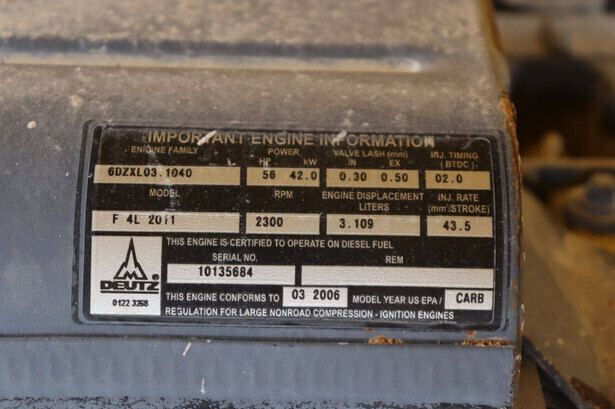 IMPORTANT ENGINE INFORMATION
ENGINE FAMILY POWER VALVE LASH (mm) INJ. TIMING
HP kW IN EX (BTDC)
6DZXL03.1040 56 42.0 0.30 0.50 02.0
MODEL RPM ENGINE DISPLACEMENT LITERS INJ. RATE (mm³/STROKE)
F 4L 2011 2300 3.109 43.5
THIS ENGINE IS CERTIFIED TO OPERATE ON DIESEL FUEL
SERIAL NO. REM
10135684
DEUTZ
0122 3268
THIS ENGINE CONFORMS TO 03 2006 MODEL YEAR US EPA / CARB
REGULATION FOR LARGE NONROAD COMPRESSION - IGNITION ENGINES